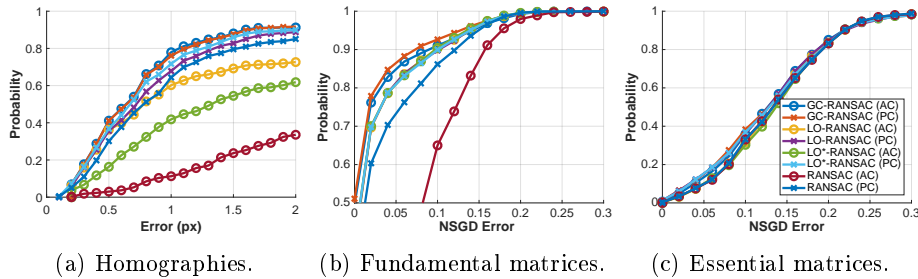 Probability
1
0.8
0.6
0.4
0.2
0
0
0.5
1
1.5
2
Error (px)
(a) Homographies.
Probability
1
0.9
0.8
0.7
0.6
0.5
0
0.05
0.1
0.15
0.2
0.25
0.3
NSGD Error
(b) Fundamental matrices.
Probability
1
0.8
0.6
0.4
0.2
0
0
0.05
0.1
0.15
0.2
0.25
0.3
NSGD Error
GC-RANSAC (AC)
GC-RANSAC (PC)
LO-RANSAC (AC)
LO-RANSAC (PC)
LO*-RANSAC (AC)
LO*-RANSAC (PC)
RANSAC (AC)
RANSAC (PC)
(c) Essential matrices.